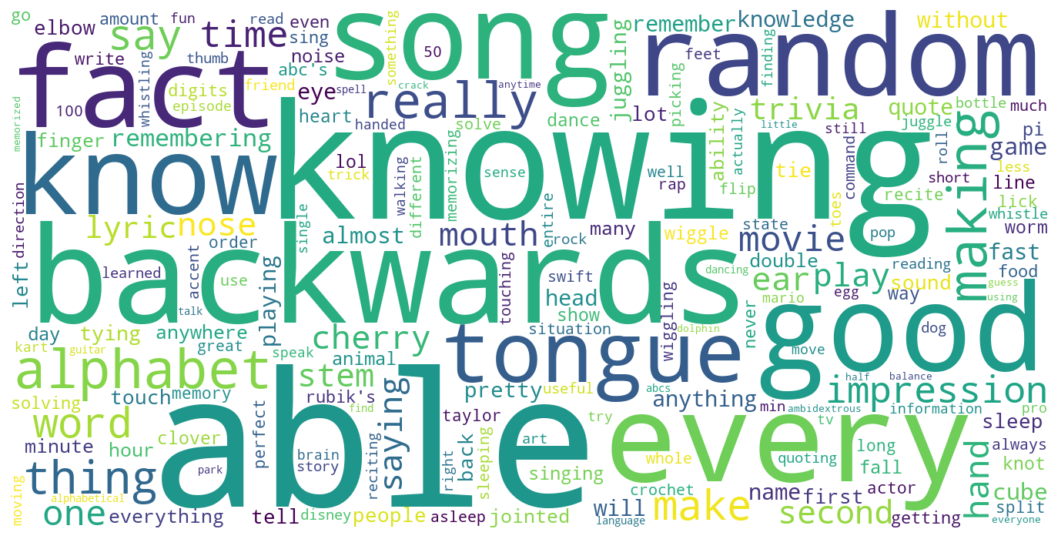 go
amount
fun
read
even
elbow
say
time
sing
write
thumb
noise
abc's
fact
100
whistling
digits
friend
episode
eye
spell
finger
remembering
heart
memorized
song
something
50
crack
anytime
really
handed
dance
juggling
remember
knowledge
without
feet
finding
random
lot
picking
trivia
quote
bottle
much
solve
ability
actually
juggle
pi
little
still
game
know
knowing
lol
trick
walking
different
memorizing
sense
well
rap
flip
tie
command
recite
roll
short
less
line
lick
making
whistle
worm
toes
direction
lyric
nose
single
almost
mouth
entire
many
wiggle
state
movie
pop
order
crock
left
learned
accent
use
talk
backwards
touching
swift
dancing
double
reading
fast
ear
play
sound
food
head
situation
show
wiggling
mario
egg
way
day
tying
anywhere
playing
cherry
never
dog
guess
using
kart
guitar
great
speak
dolphin
move
good
alphabet
stem
animal
tongue
half
balance
solving
touch
memory
rubik's
pretty
useful
abcs
anything
min
ambidextrous
information
pro
impression
find
word
able
every
saying
taylor
try
tv
sleep
minute
hour
clover
perfect
brain
story
reciting
right
back
sleeping
art
whole
quoting
long
always
thing
park
singing
fall
hand
knot
moving
alphabetical
crochet
name
first
actor
cube
one
everything
tell
disney
people
asleep
jointed
will
language
make
second
getting
split
everyone